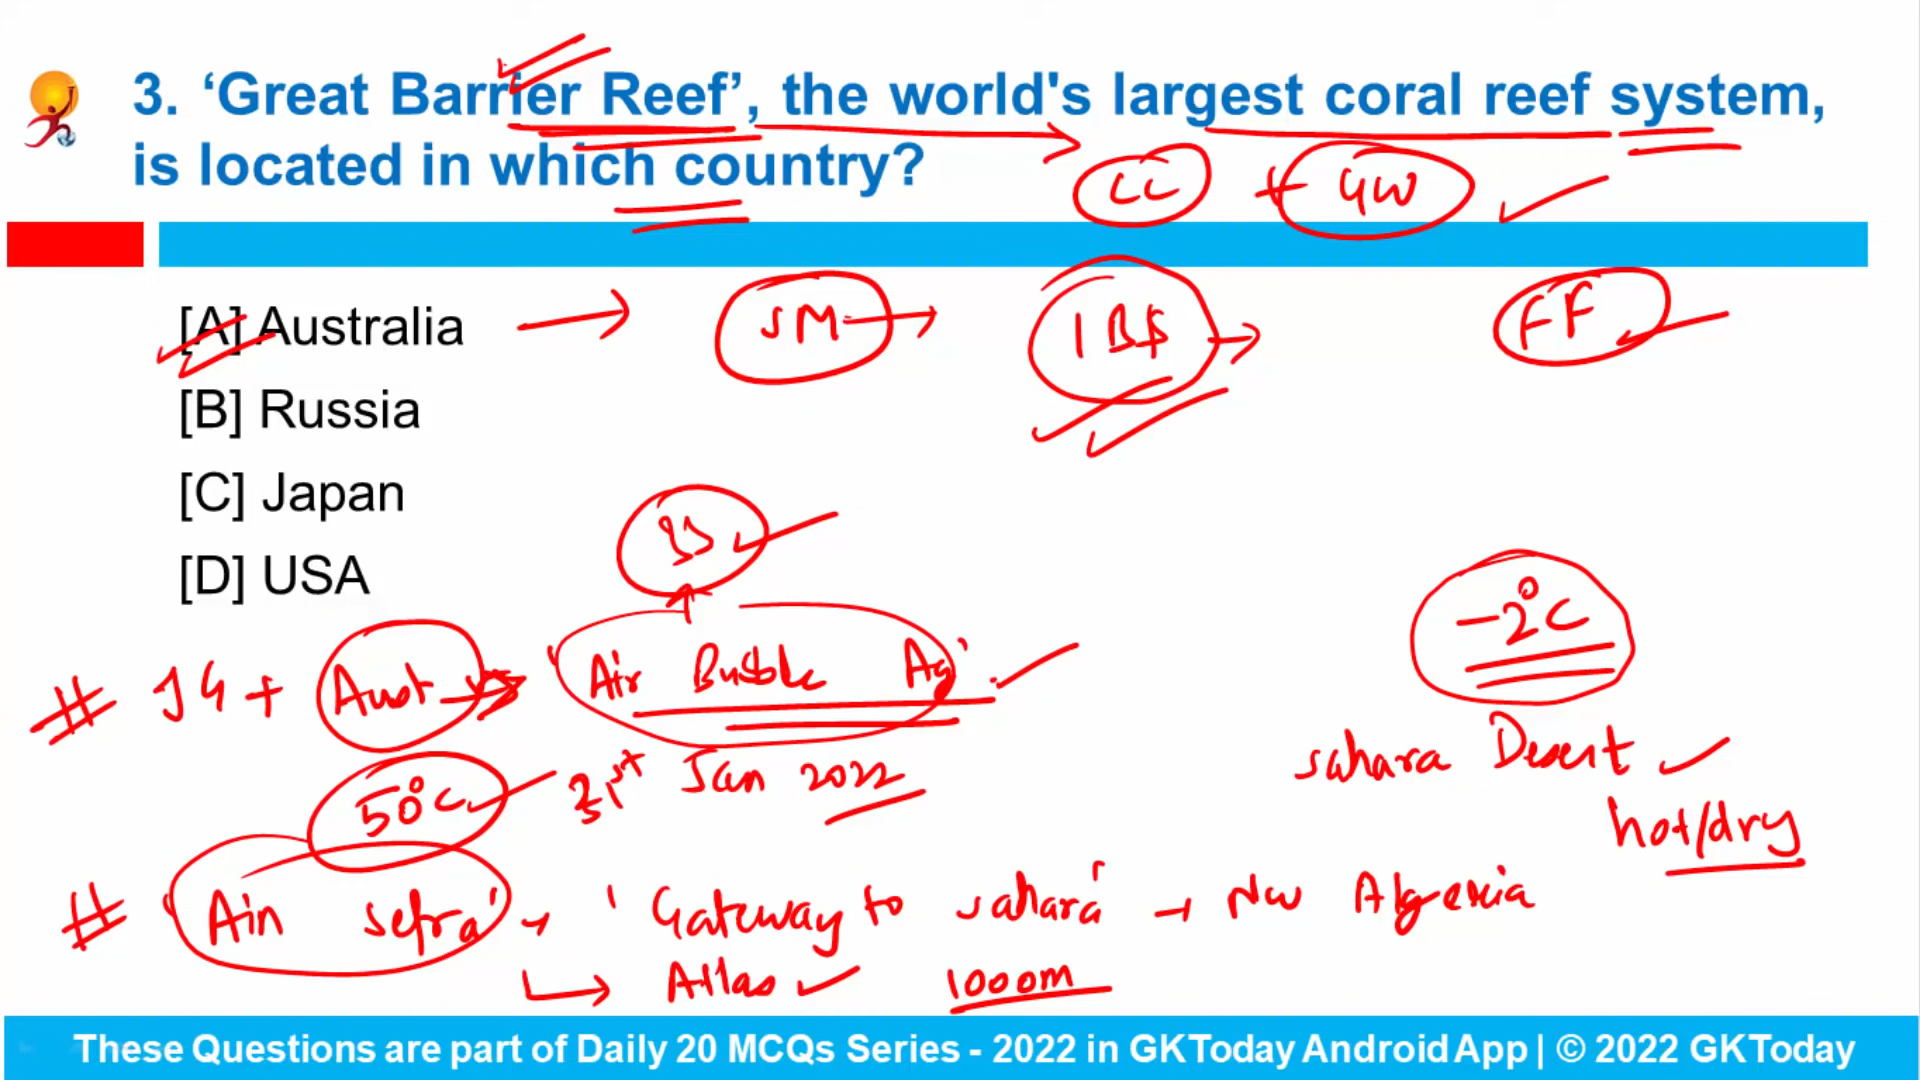 3. ‘Great Barrier Reef’, the world's largest coral reef system,
is located in which country?
CC + GW
[A] Australia
SM
1 B$
FF
[B] Russia
[C] Japan
[D] USA
-2°C
# + Aust 'Air Bubble Ag'
Sahara Desert
50°C 31st Jan 2022
hot/dry
# 'Ain Sefra' 'Gateway to Sahara' NW Algeria
Atlas 1000m
These Questions are part of Daily 20 MCQs Series - 2022 in GKToday Android App | © 2022 GKToday